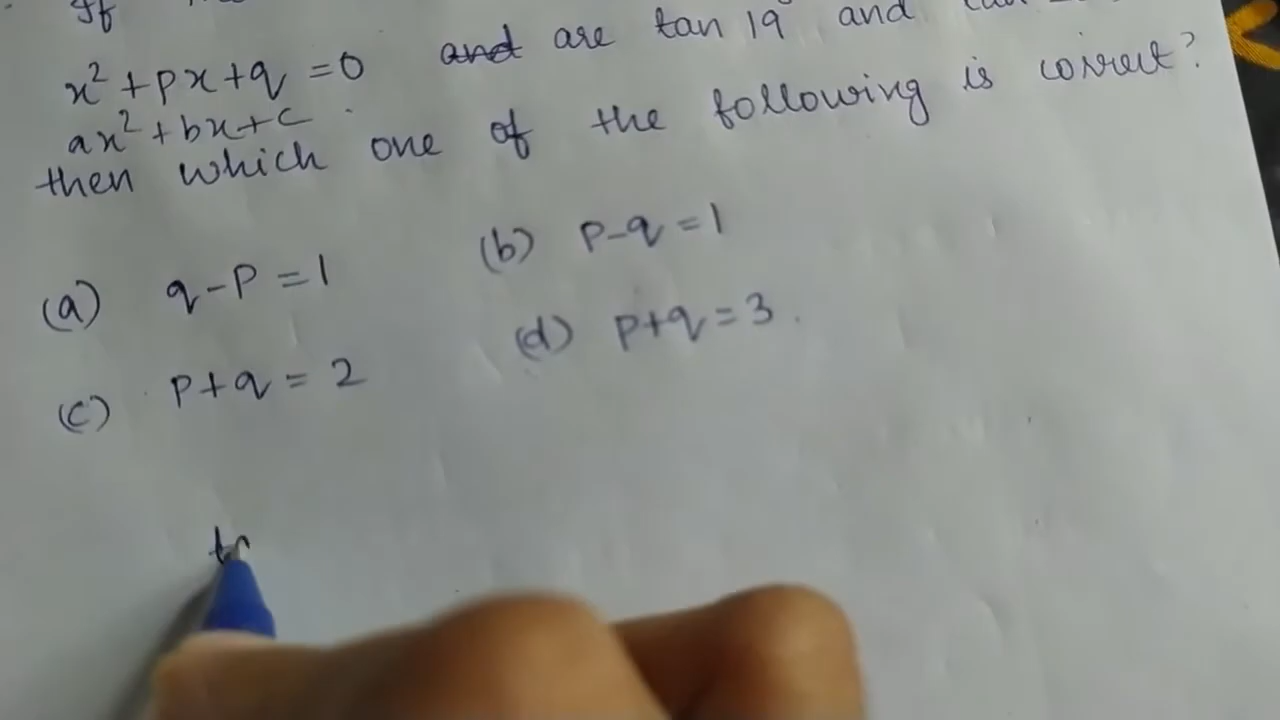 If
x² + px + q = 0 and are tan 19° and
ax² + bx + c
then which one of the following is correct?
(a) q - p = 1 (b) p - q = 1
(c) p + q = 2 (d) p + q = 3.